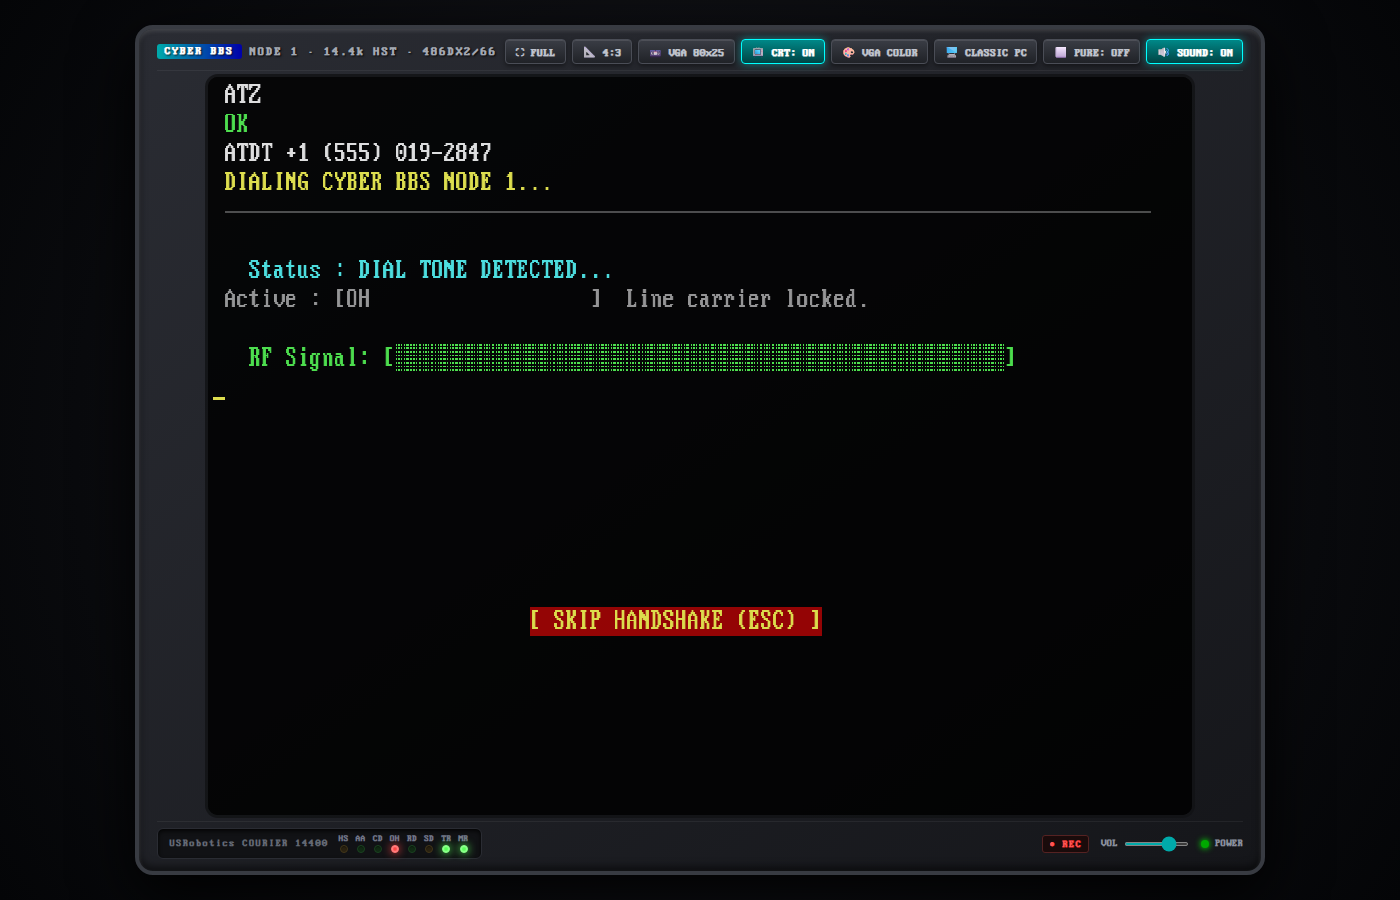 CYBER BBS NODE 1 · 14.4k HST · 486DX2/66 FULL 4:3 VGA 80x25 CRT: ON VGA COLOR CLASSIC PC PURE: OFF SOUND: ON
ATZ
OK
ATDT +1 (555) 019-2847
DIALING CYBER BBS NODE 1...
Status : DIAL TONE DETECTED...
Active : [OH ] Line carrier locked.
RF Signal: [░░░░░░░░░░░░░░░░░░░░░░░░░░░░░░░░░░░░░░░░░░░░░░░░░░]
[ SKIP HANDSHAKE (ESC) ]
HS AA CD OH RD SD TR MR
USRobotics COURIER 14400
● REC VOL POWER